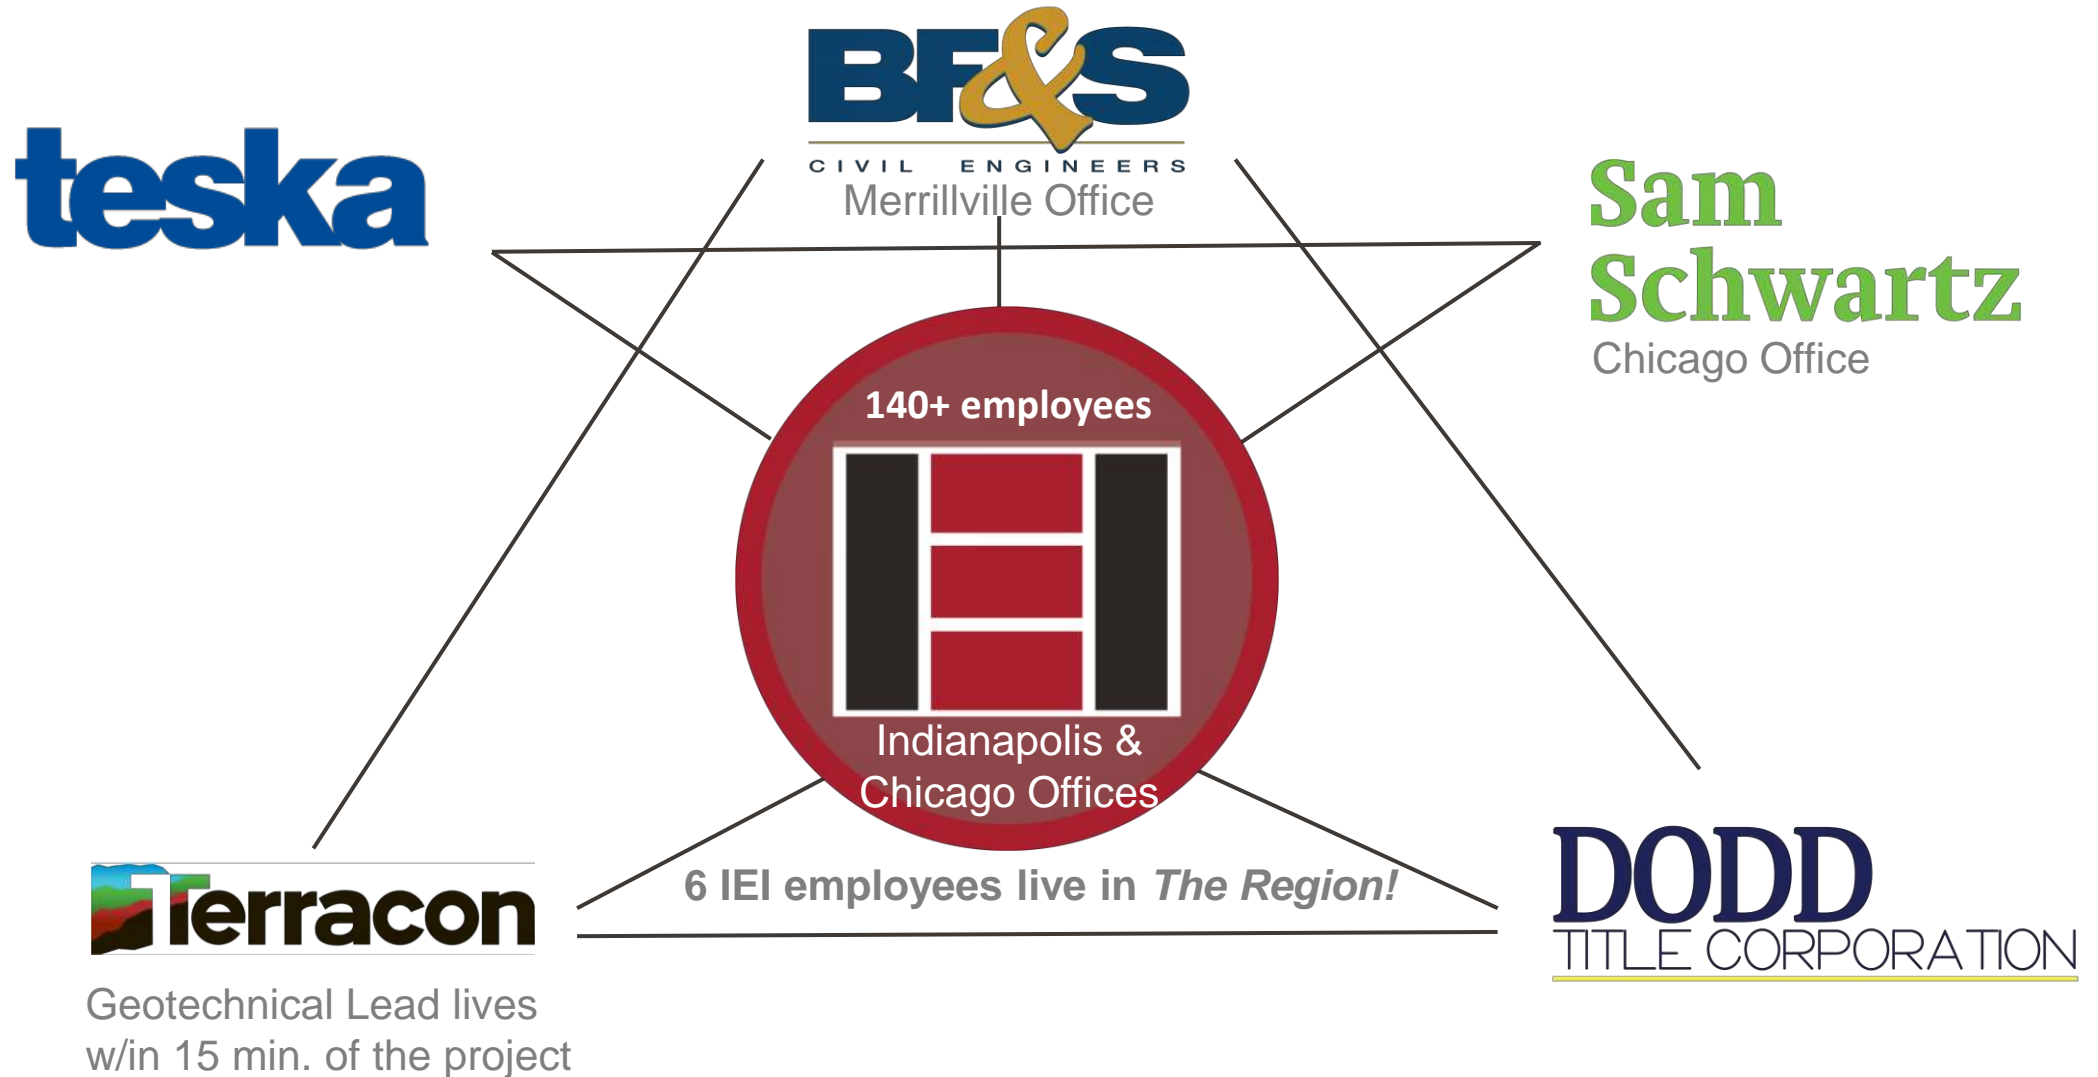 BF&S
CIVIL ENGINEERS
Merrillville Office
teska
Sam
Schwartz
Chicago Office
140+ employees
IEI
Indianapolis &
Chicago Offices
6 IEI employees live in The Region!
Terracon
Geotechnical Lead lives
w/in 15 min. of the project
DODD
TITLE CORPORATION